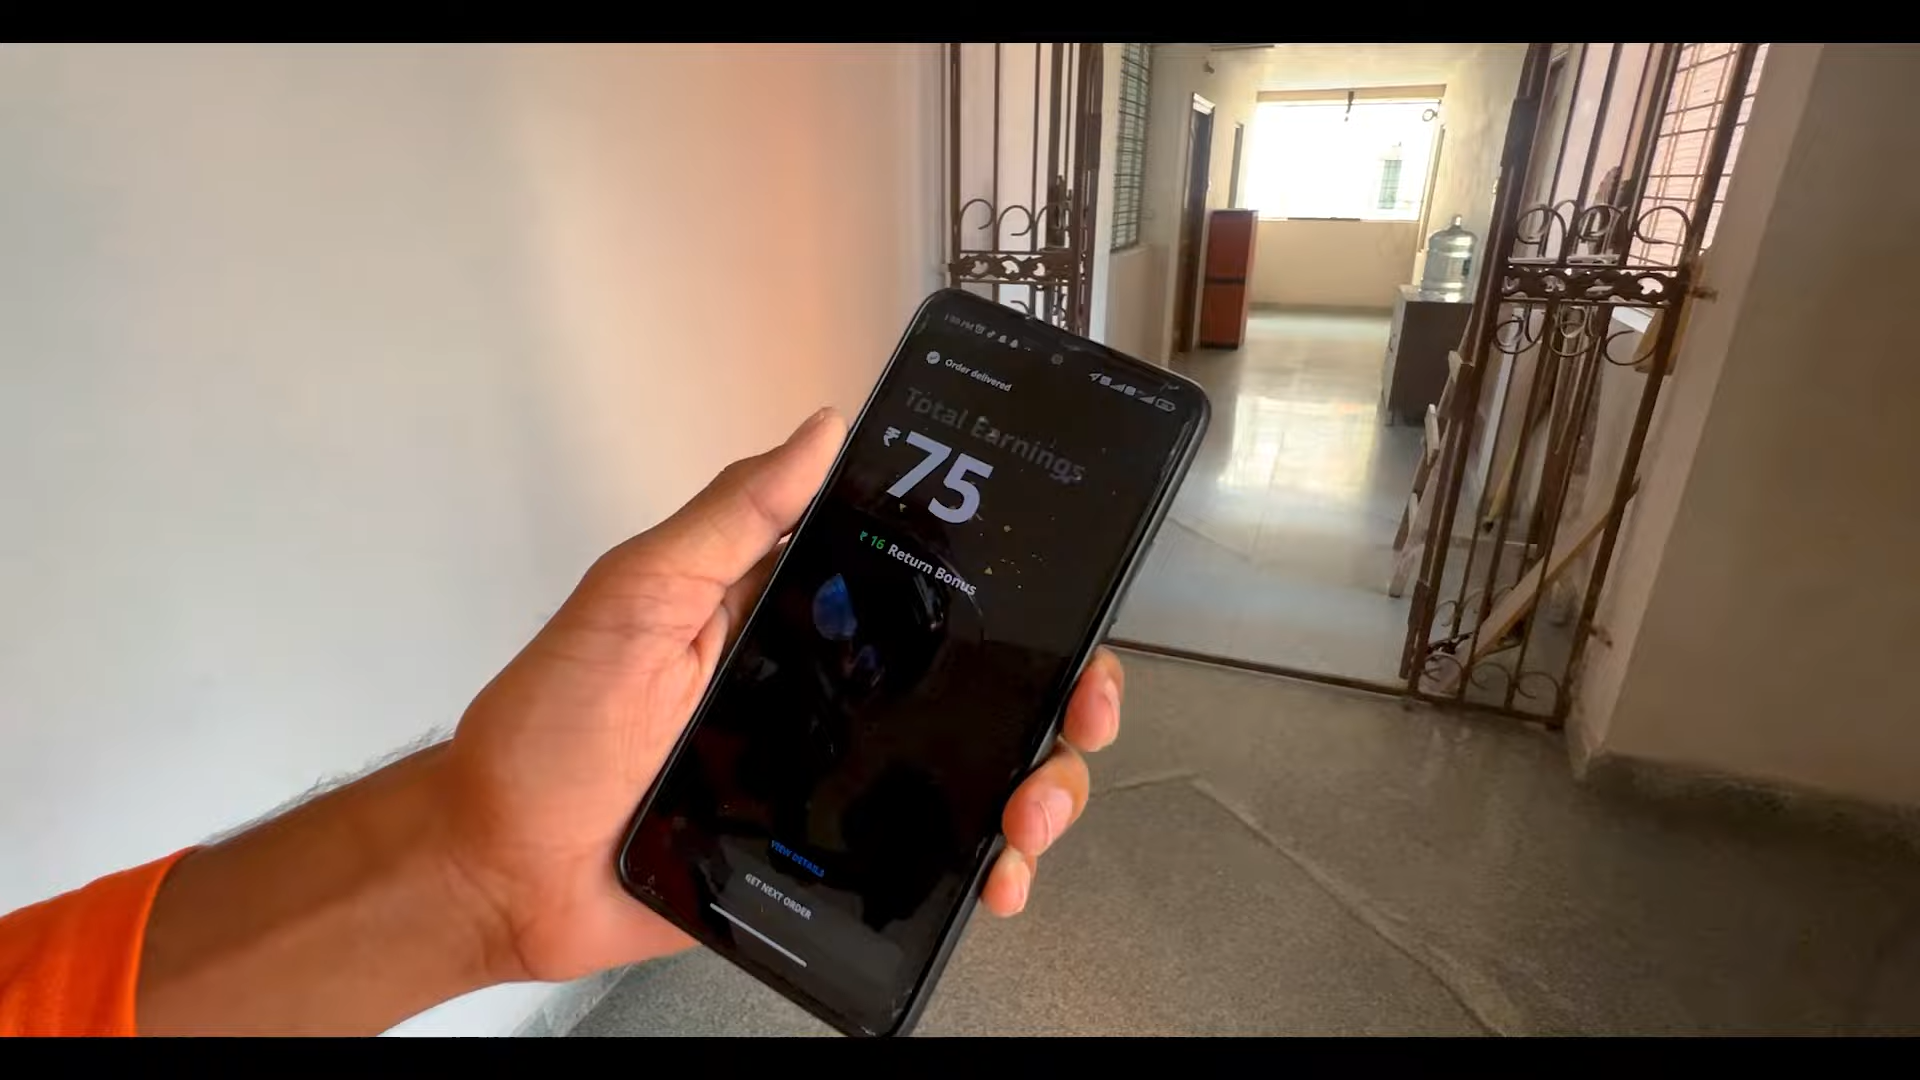 Order delivered
Total Earnings
₹75
₹ 16 Return Bonus
VIEW DETAILS
GET NEXT ORDER